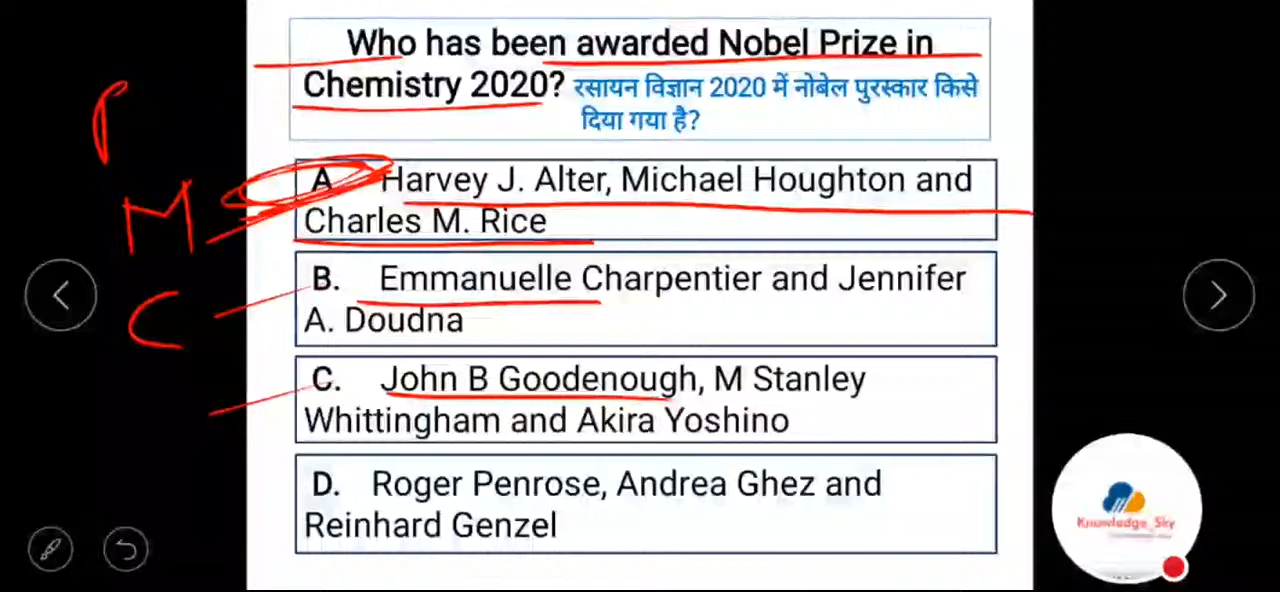 Who has been awarded Nobel Prize in
Chemistry 2020? रसायन विज्ञान 2020 में नोबेल पुरस्कार किसे
दिया गया है?
P
M
C
A Harvey J. Alter, Michael Houghton and
Charles M. Rice
B. Emmanuelle Charpentier and Jennifer
A. Doudna
C. John B Goodenough, M Stanley
Whittingham and Akira Yoshino
D. Roger Penrose, Andrea Ghez and
Reinhard Genzel
Knowledge_Sky